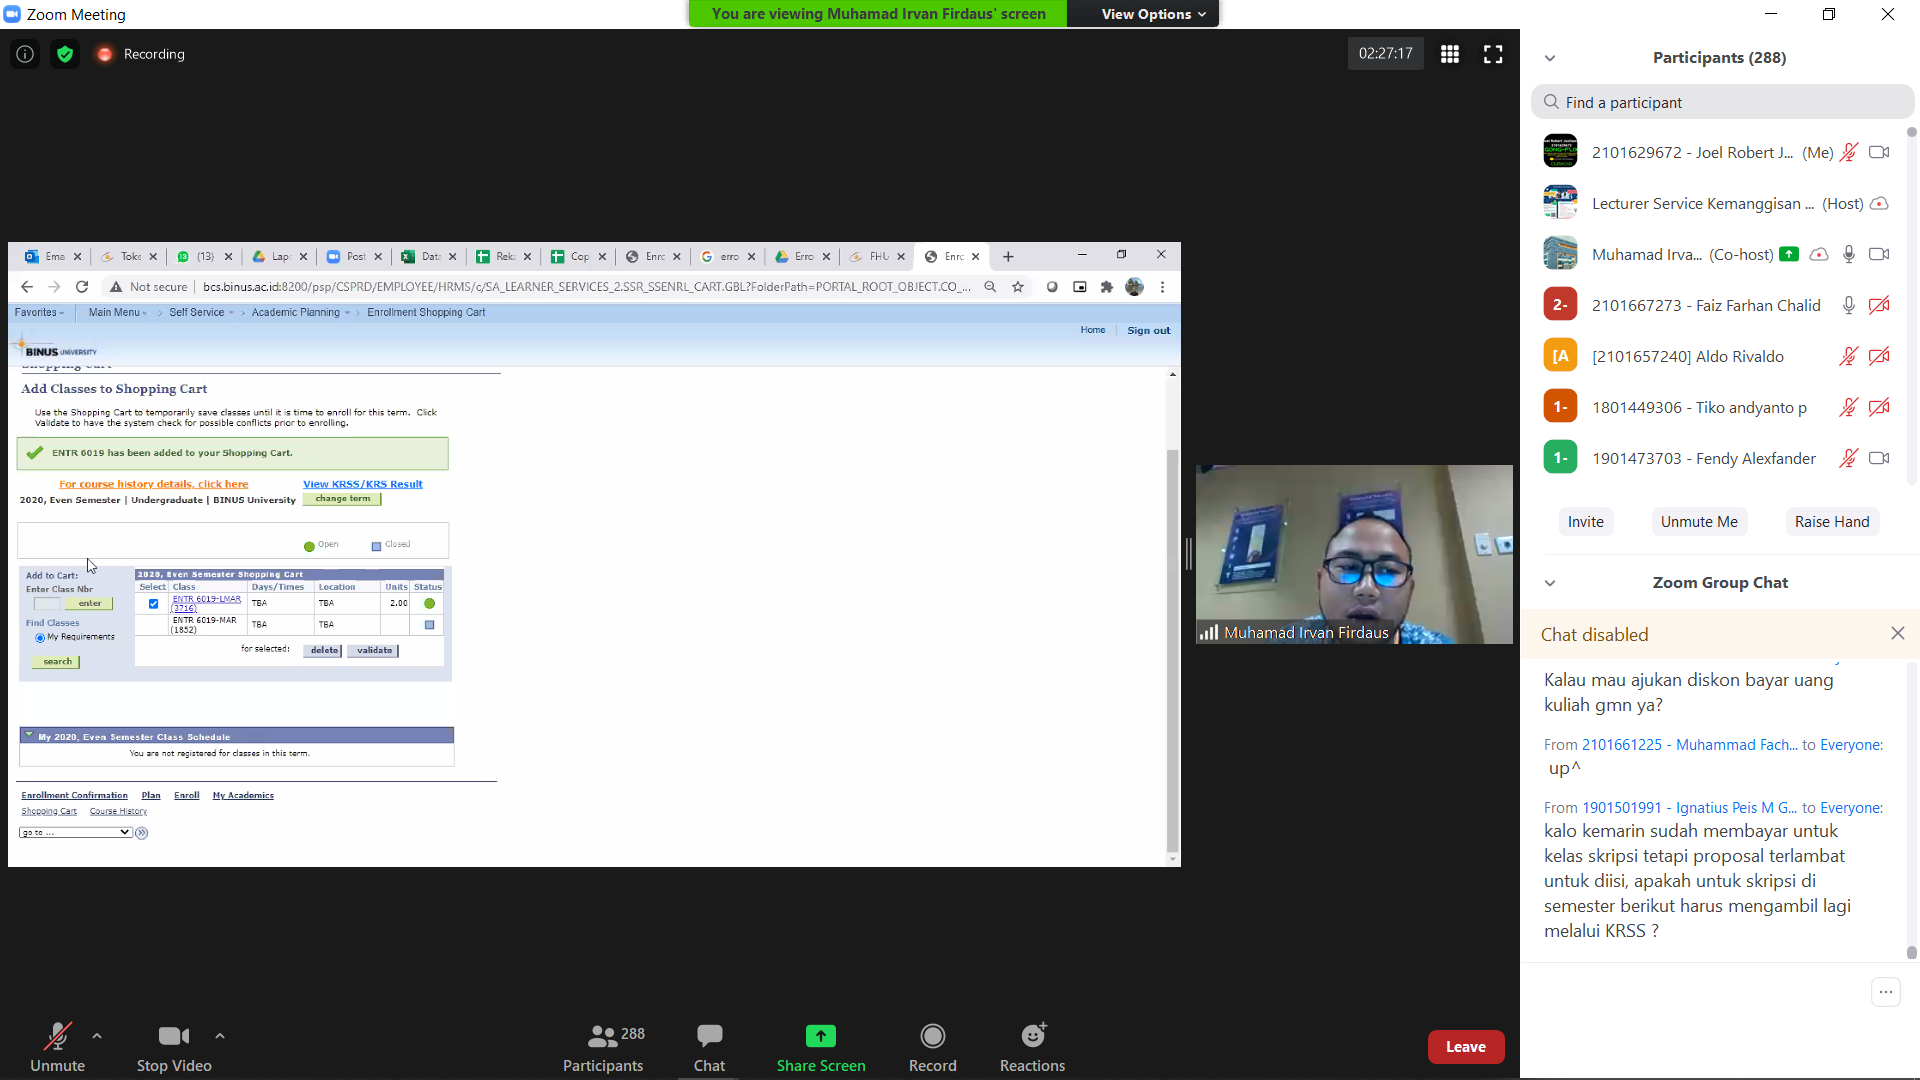 Zoom Meeting
You are viewing Muhamad Irvan Firdaus' screen
View Options
Recording
02:27:17
Ema
Toke
(13)
Lap
Post
Data
Reka
Cop
Enro
erro
Erro
FHU
Enrc
Not secure
bcs.binus.ac.id:8200/psp/CSPRD/EMPLOYEE/HRMS/c/SA_LEARNER_SERVICES_2.SSR_SSENRL_CART.GBL?FolderPath=PORTAL_ROOT_OBJECT.CO_...
Favorites
Main Menu
Self Service
Academic Planning
Enrollment Shopping Cart
Home
Sign out
BINUS UNIVERSITY
Shopping Cart
Add Classes to Shopping Cart
Use the Shopping Cart to temporarily save classes until it is time to enroll for this term. Click
Validate to have the system check for possible conflicts prior to enrolling.
ENTR 6019 has been added to your Shopping Cart.
For course history details, click here
View KRSS/KRS Result
2020, Even Semester | Undergraduate | BINUS University
change term
Open
Closed
Add to Cart:
Enter Class Nbr
enter
Find Classes
My Requirements
search
2020, Even Semester Shopping Cart
Select Class Days/Times Location Units Status
ENTR 6019-LMAR
(3716)
TBA
TBA
2.00
ENTR 6019-MAR
(1852)
TBA
TBA
for selected:
delete
validate
My 2020, Even Semester Class Schedule
You are not registered for classes in this term.
Enrollment Confirmation Plan Enroll My Academics
Shopping Cart Course History
go to ...
Muhamad Irvan Firdaus
Participants (288)
Find a participant
2101629672 - Joel Robert J... (Me)
Lecturer Service Kemanggisan ... (Host)
Muhamad Irva... (Co-host)
2-
2101667273 - Faiz Farhan Chalid
[A
[2101657240] Aldo Rivaldo
1-
1801449306 - Tiko andyanto p
1-
1901473703 - Fendy Alexfander
Invite
Unmute Me
Raise Hand
Zoom Group Chat
Chat disabled
Kalau mau ajukan diskon bayar uang
kuliah gmn ya?
From 2101661225 - Muhammad Fach... to Everyone:
up^
From 1901501991 - Ignatius Peis M G... to Everyone:
kalo kemarin sudah membayar untuk
kelas skripsi tetapi proposal terlambat
untuk diisi, apakah untuk skripsi di
semester berikut harus mengambil lagi
melalui KRSS ?
Unmute
Stop Video
288
Participants
Chat
Share Screen
Record
Reactions
Leave